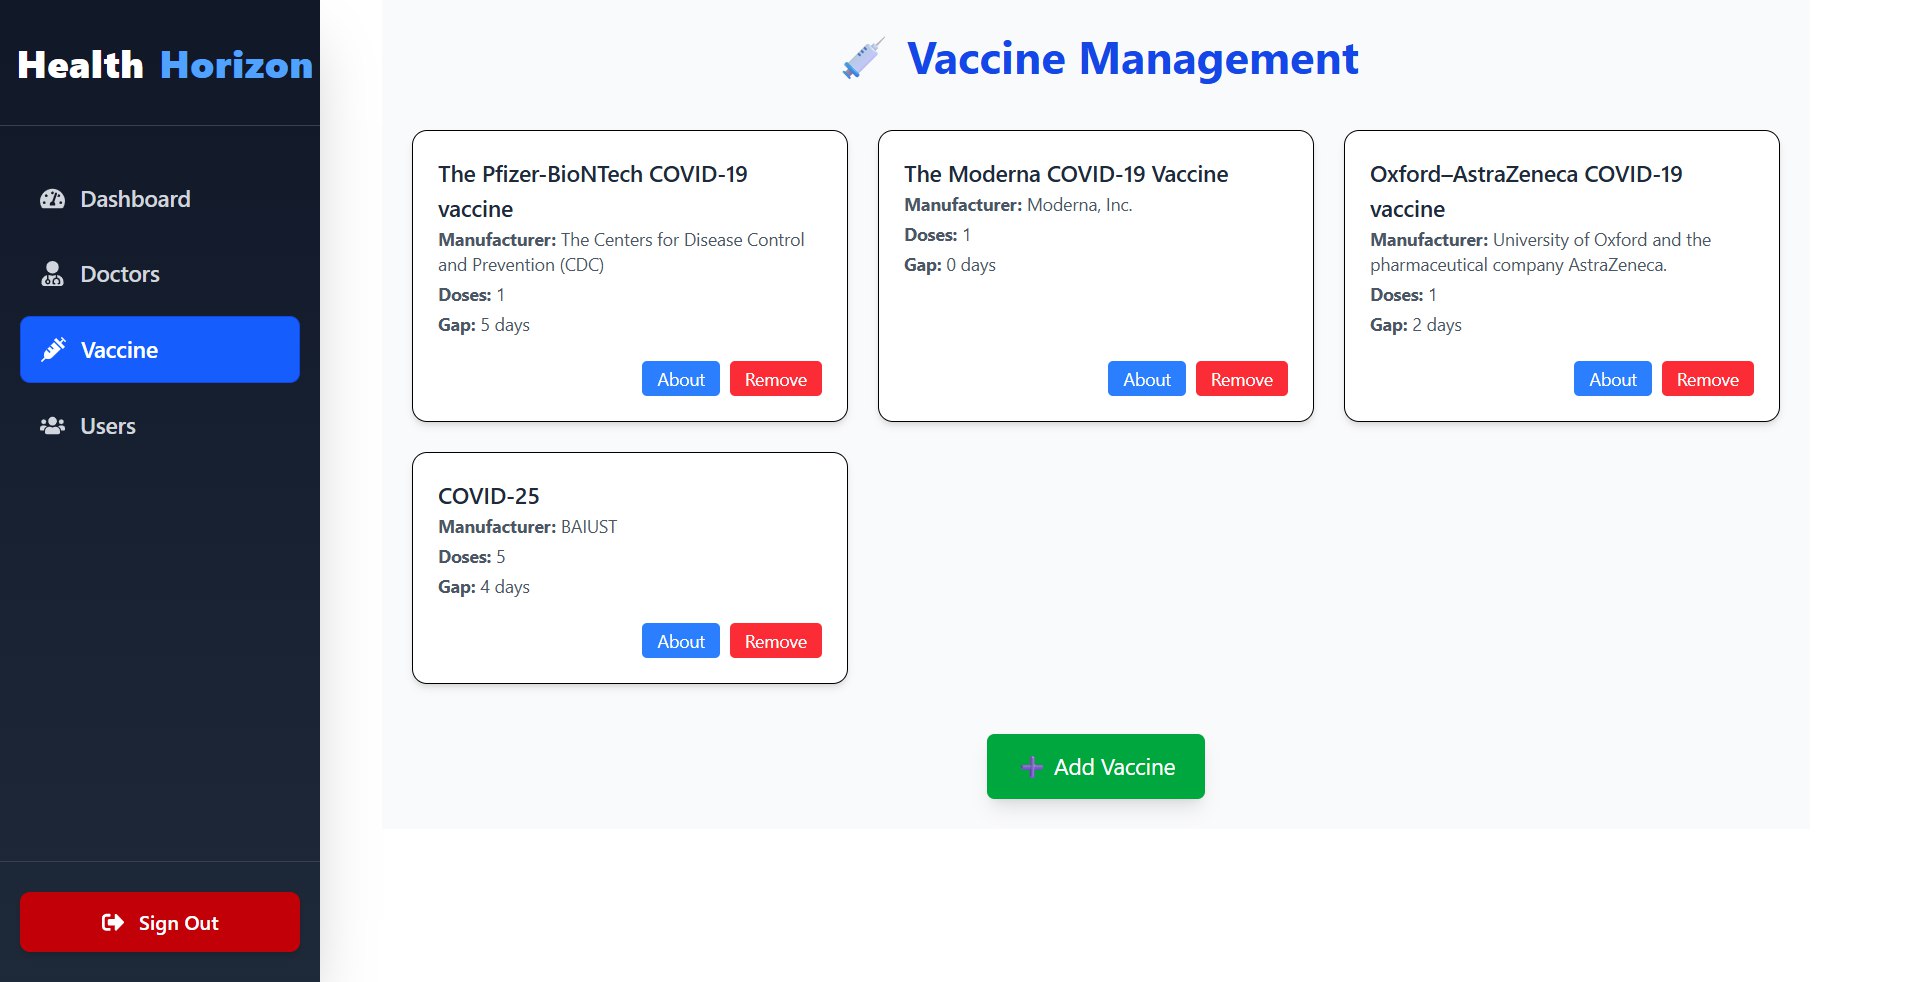 Health Horizon
Dashboard
Doctors
Vaccine
Users
Sign Out
Vaccine Management
The Pfizer-BioNTech COVID-19
vaccine
Manufacturer: The Centers for Disease Control
and Prevention (CDC)
Doses: 1
Gap: 5 days
About Remove
The Moderna COVID-19 Vaccine
Manufacturer: Moderna, Inc.
Doses: 1
Gap: 0 days
About Remove
Oxford–AstraZeneca COVID-19
vaccine
Manufacturer: University of Oxford and the
pharmaceutical company AstraZeneca.
Doses: 1
Gap: 2 days
About Remove
COVID-25
Manufacturer: BAIUST
Doses: 5
Gap: 4 days
About Remove
➕ Add Vaccine